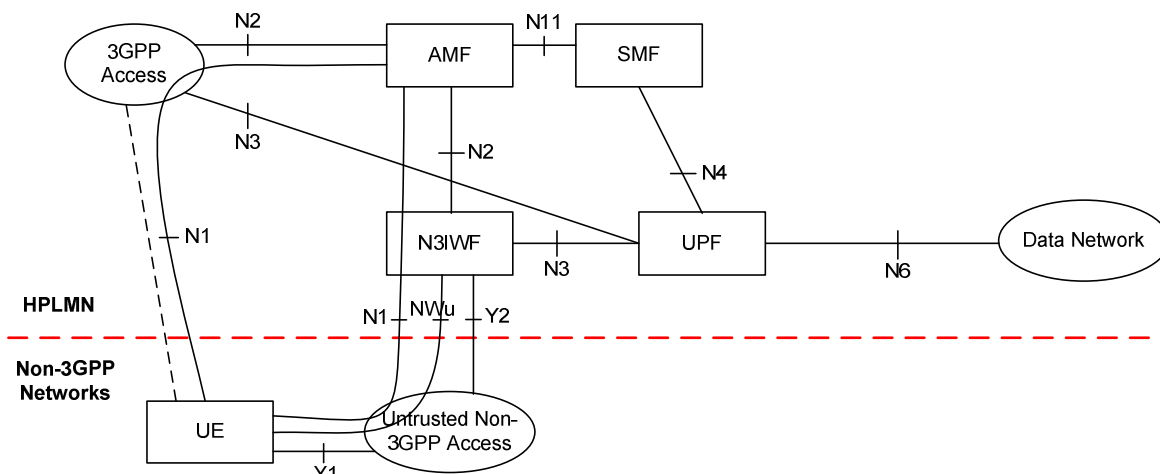 N2
3GPP
Access
AMF
N11
SMF
N3
N2
N4
N1
N3IWF
N3
UPF
N6
Data Network
HPLMN
N1
NWu
Y2
Non-3GPP
Networks
UE
Untrusted Non-
3GPP Access
Y1